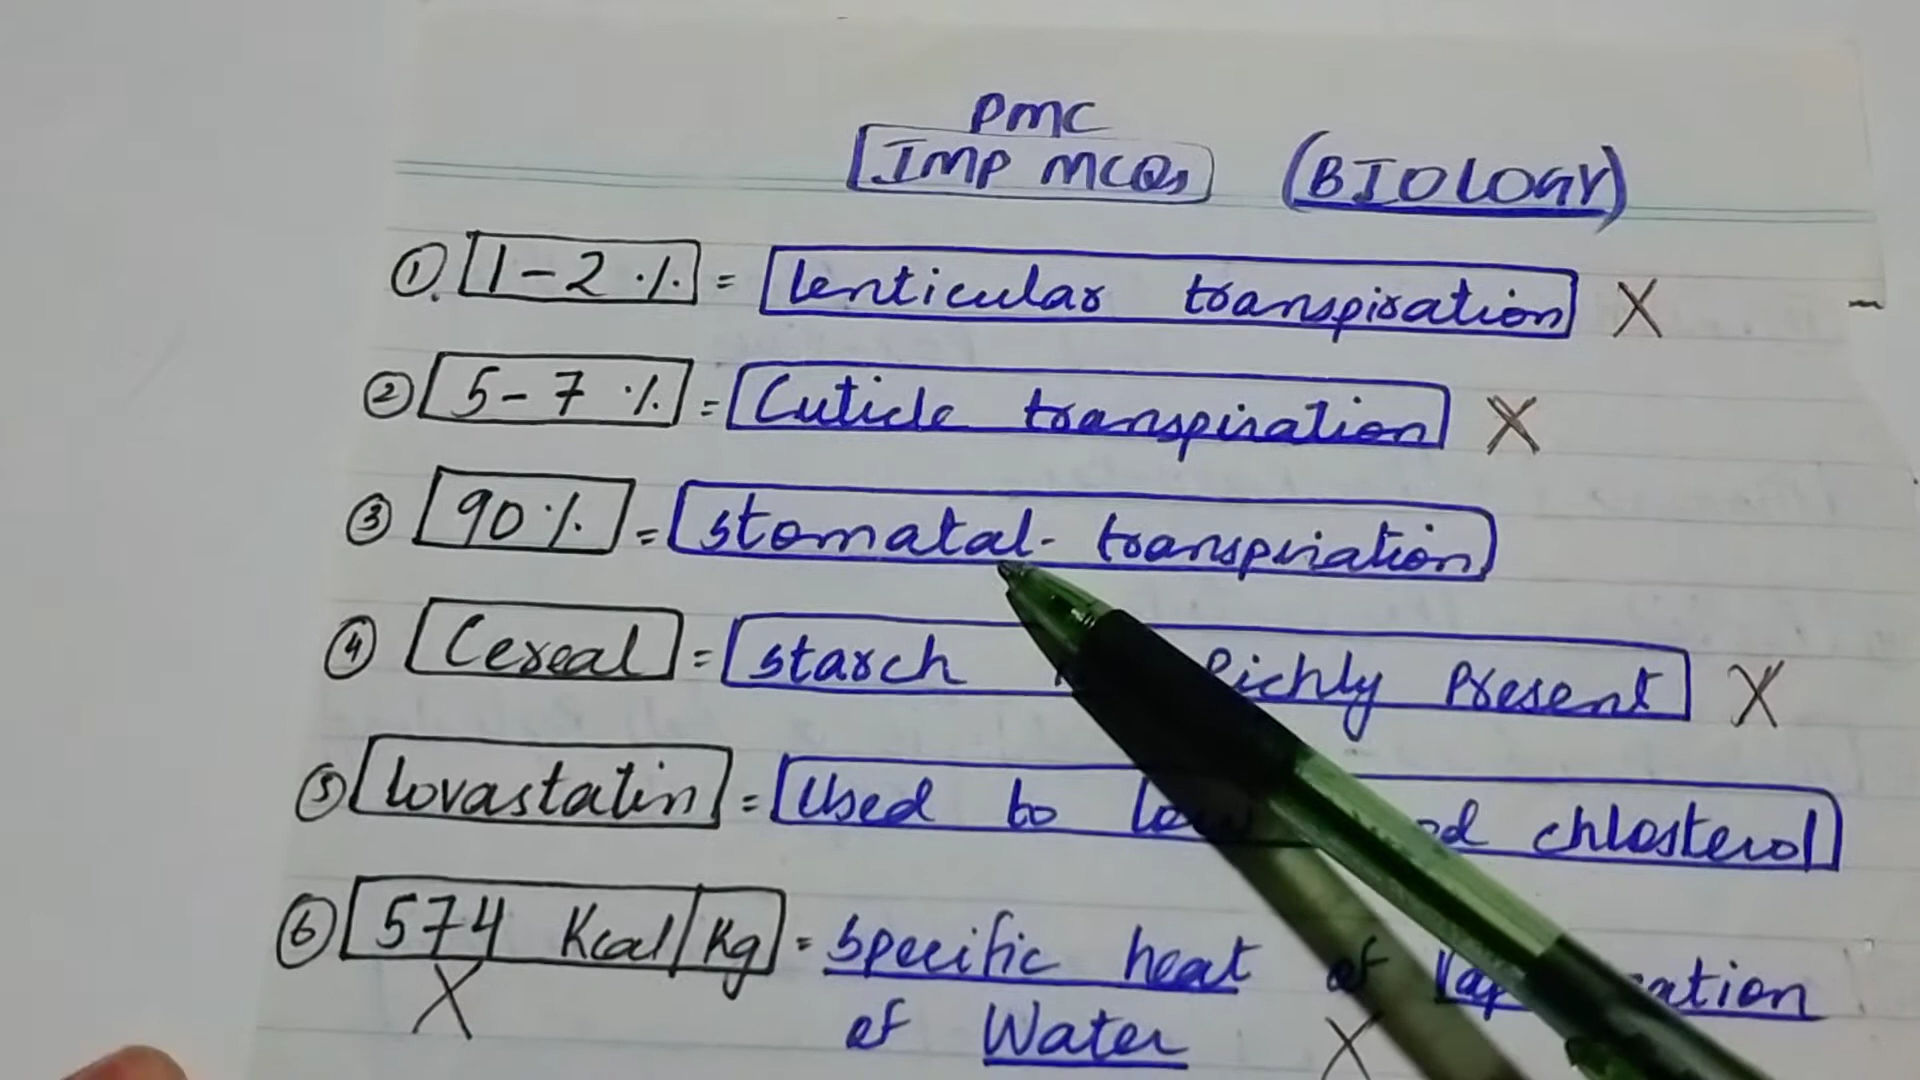 PMC
IMP MCQs (BIOLOGY)
① 1-2 % = lenticular transpiration X
② 5-7 % = Cuticle transpiration X
③ 90 % = stomatal- transpiration
④ Cereal = starch Richly Present X
⑤ lovastatin = Used to chlosterol
⑥ 574 Kcal/Kg = specific heat of
X of Water X